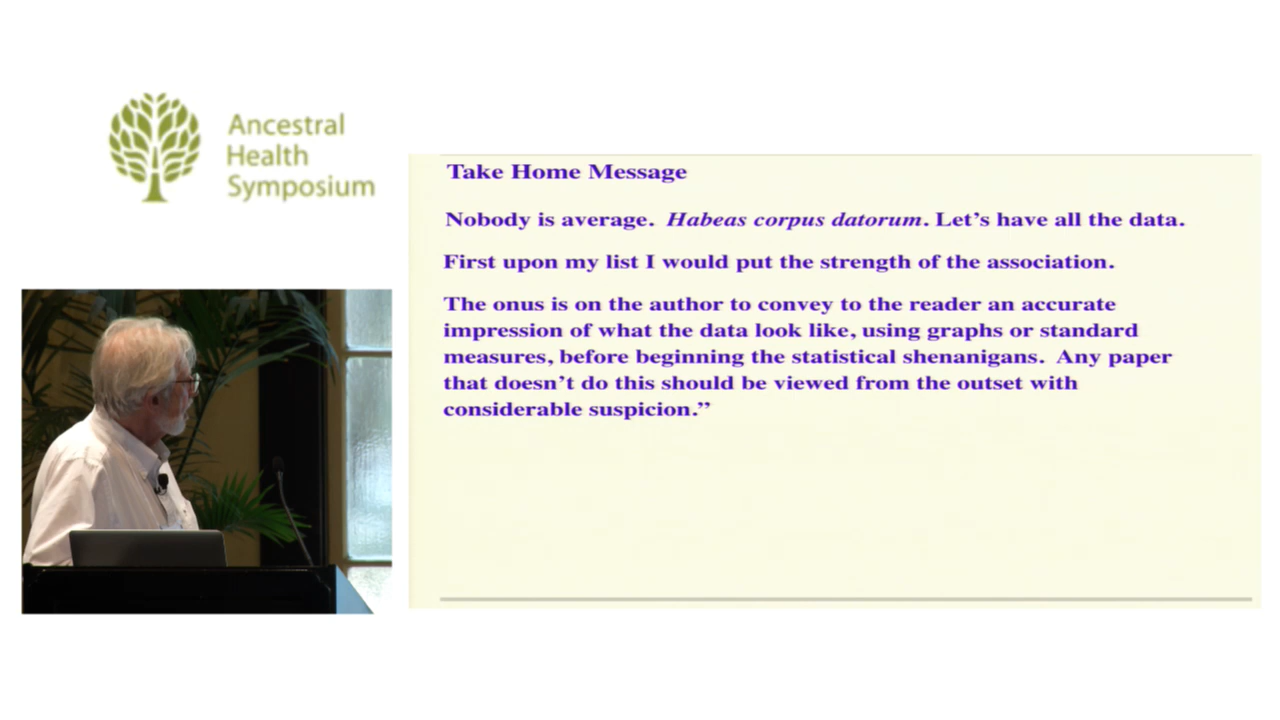 Ancestral
Health
Symposium
Take Home Message
Nobody is average. Habeas corpus datorum. Let’s have all the data.
First upon my list I would put the strength of the association.
The onus is on the author to convey to the reader an accurate
impression of what the data look like, using graphs or standard
measures, before beginning the statistical shenanigans. Any paper
that doesn’t do this should be viewed from the outset with
considerable suspicion.”